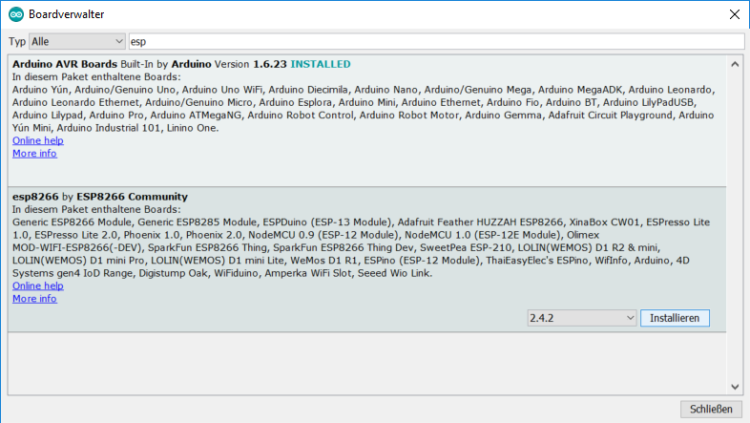 Boardverwalter
Typ Alle esp
Arduino AVR Boards Built-In by Arduino Version 1.6.23 INSTALLED
In diesem Paket enthaltene Boards:
Arduino Yún, Arduino/Genuino Uno, Arduino Uno WiFi, Arduino Diecimila, Arduino Nano, Arduino/Genuino Mega, Arduino MegaADK, Arduino Leonardo,
Arduino Leonardo Ethernet, Arduino/Genuino Micro, Arduino Esplora, Arduino Mini, Arduino Ethernet, Arduino Fio, Arduino BT, Arduino LilyPadUSB,
Arduino Lilypad, Arduino Pro, Arduino ATMegaNG, Arduino Robot Control, Arduino Robot Motor, Arduino Gemma, Adafruit Circuit Playground, Arduino
Yún Mini, Arduino Industrial 101, Linino One.
Online help
More info
esp8266 by ESP8266 Community
In diesem Paket enthaltene Boards:
Generic ESP8266 Module, Generic ESP8285 Module, ESPDuino (ESP-13 Module), Adafruit Feather HUZZAH ESP8266, XinaBox CW01, ESPresso Lite
1.0, ESPresso Lite 2.0, Phoenix 1.0, Phoenix 2.0, NodeMCU 0.9 (ESP-12 Module), NodeMCU 1.0 (ESP-12E Module), Olimex
MOD-WIFI-ESP8266(-DEV), SparkFun ESP8266 Thing, SparkFun ESP8266 Thing Dev, SweetPea ESP-210, LOLIN(WEMOS) D1 R2 & mini,
LOLIN(WEMOS) D1 mini Pro, LOLIN(WEMOS) D1 mini Lite, WeMos D1 R1, ESPino (ESP-12 Module), ThaiEasyElec's ESPino, WifInfo, Arduino, 4D
Systems gen4 IoD Range, Digistump Oak, WiFiduino, Amperka WiFi Slot, Seeed Wio Link.
Online help
More info
2.4.2 Installieren
Schließen